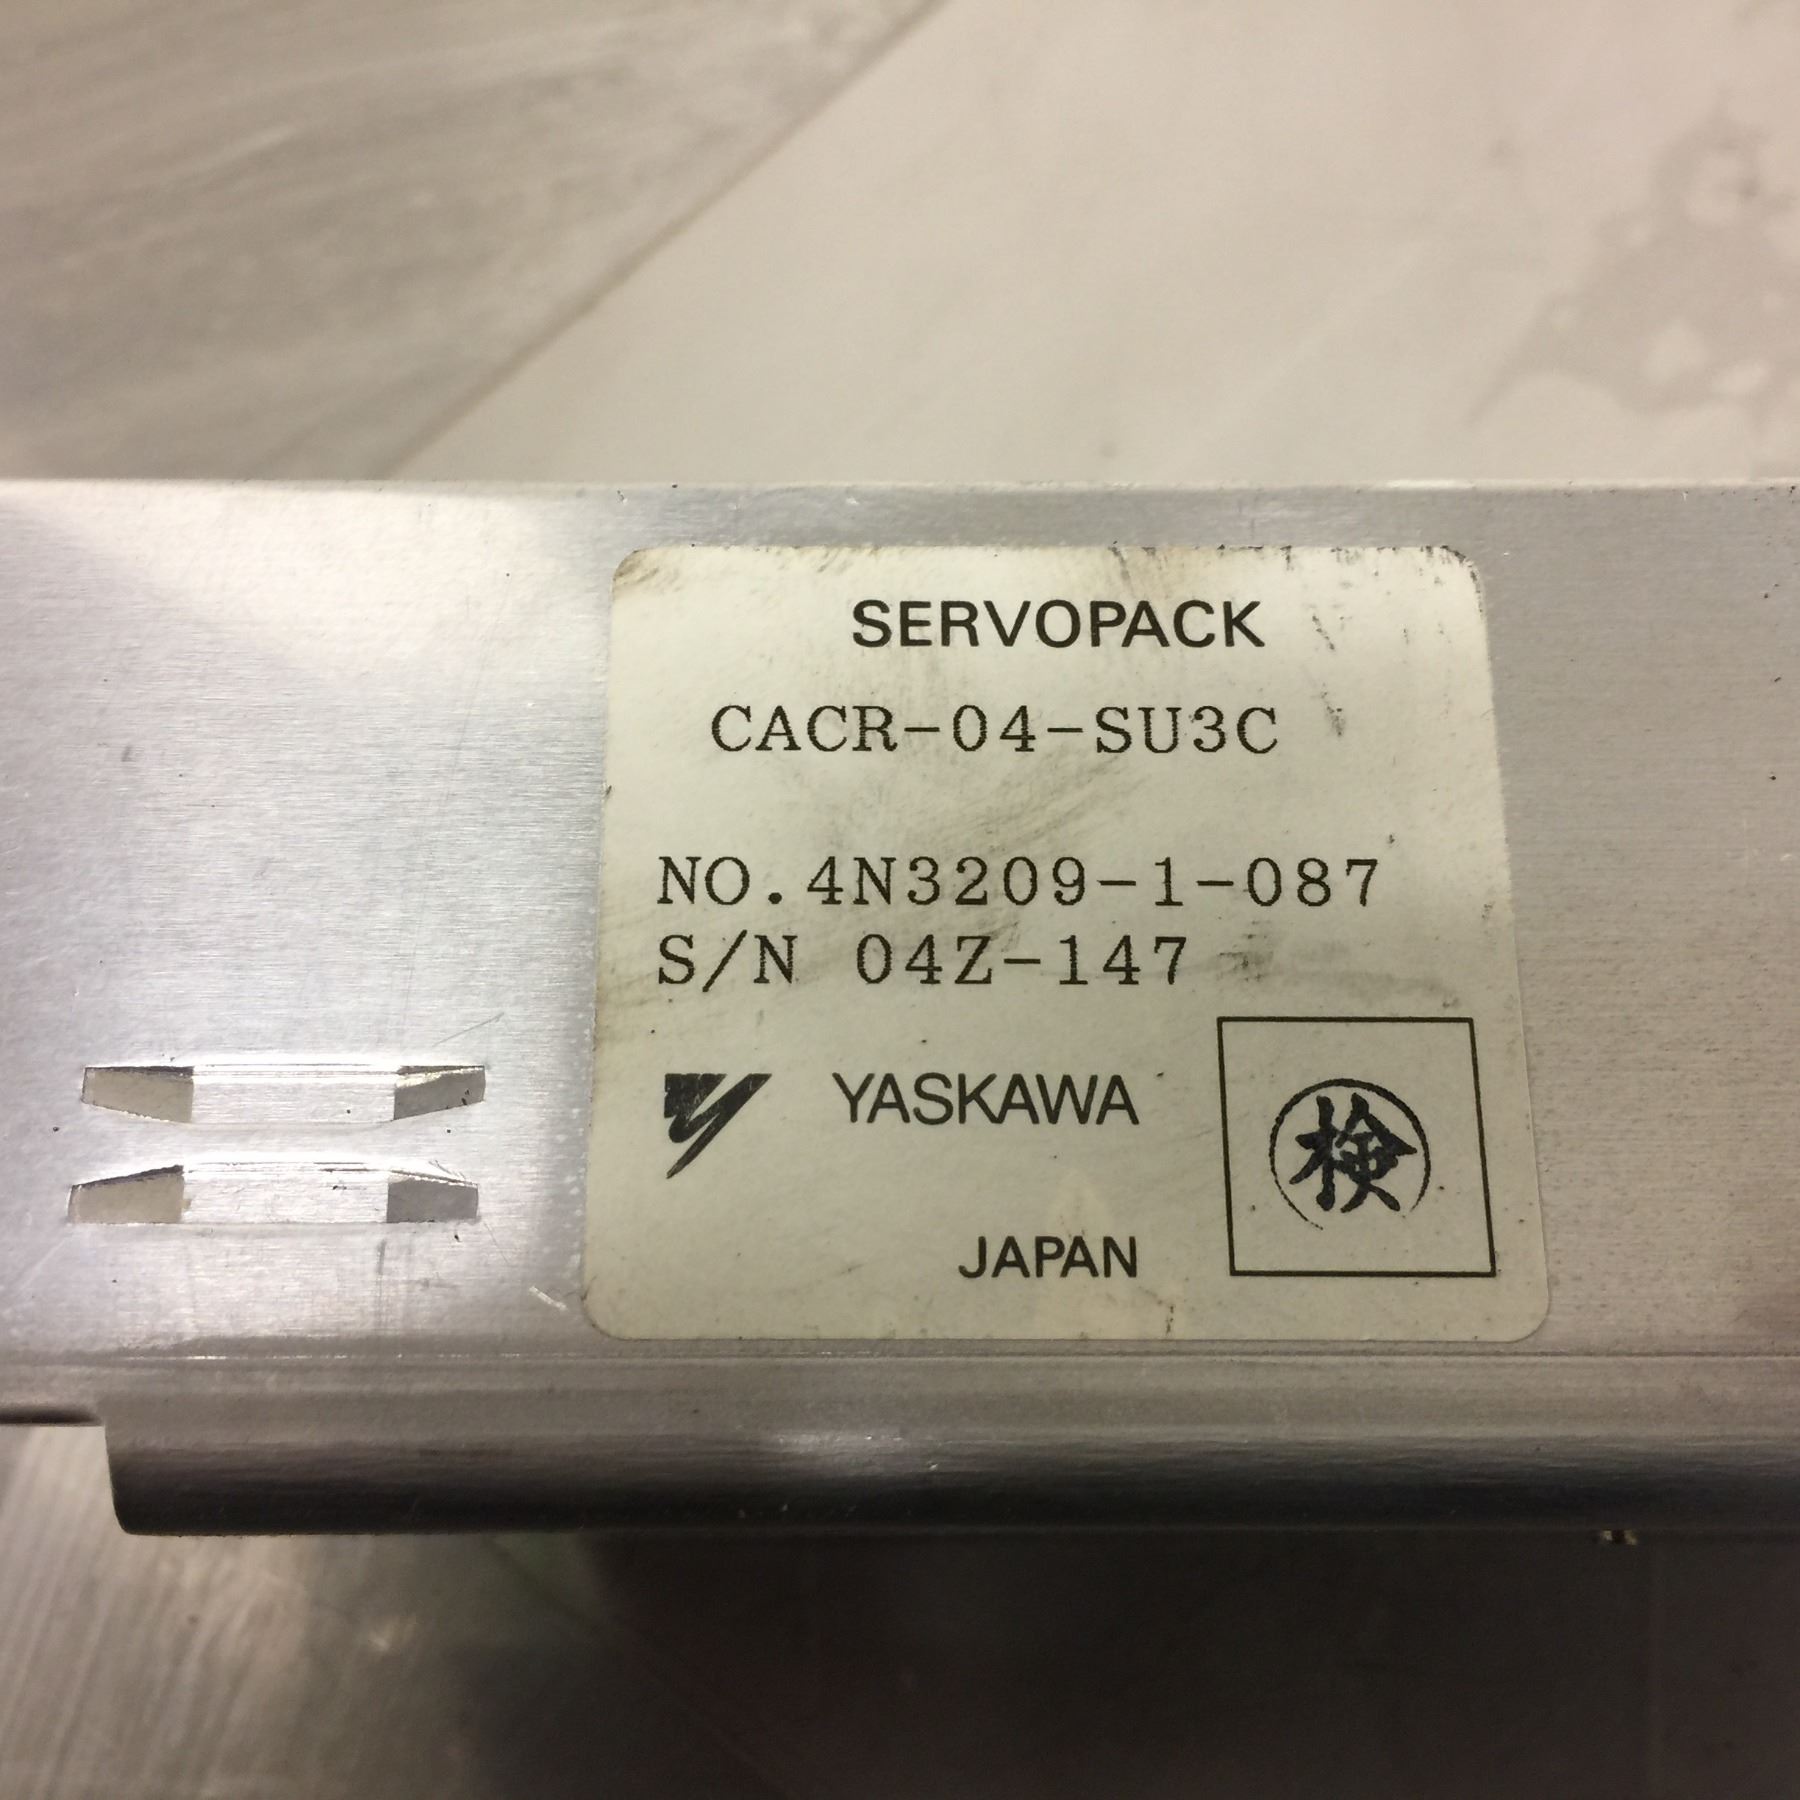 SERVOPACK
CACR-04-SU3C
NO.4N3209-1-087
S/N 04Z-147
YASKAWA
検
JAPAN